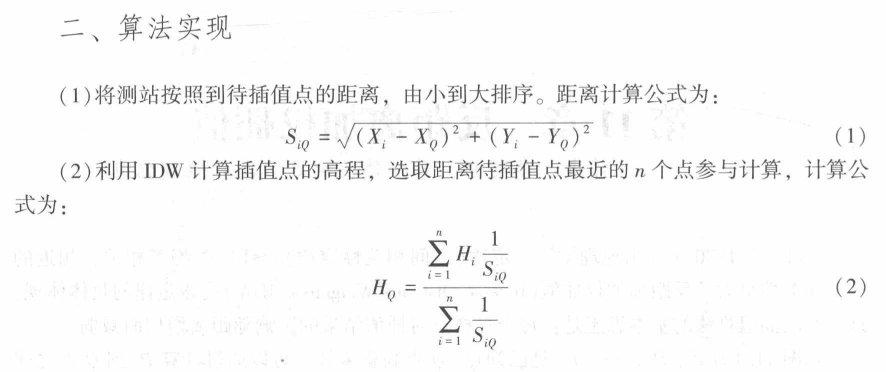 二、算法实现
(1)将测站按照到待插值点的距离，由小到大排序。距离计算公式为：
S_{iQ} = √((X_i − X_Q)² + (Y_i − Y_Q)²) (1)
(2)利用IDW计算插值点的高程，选取距离待插值点最近的n个点参与计算，计算公
式为：
H_Q = \frac{\sum_{i=1}^{n} H_i \frac{1}{S_{iQ}}}{\sum_{i=1}^{n} \frac{1}{S_{iQ}}} (2)